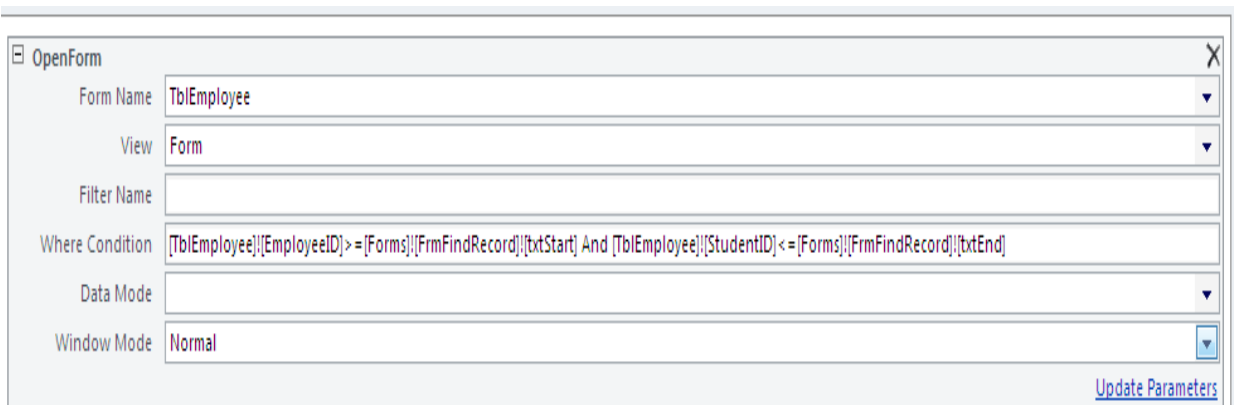 OpenForm
Form Name TblEmployee
View Form
Filter Name
Where Condition [TblEmployee]![EmployeeID]>=[Forms]![FrmFindRecord]![txtStart] And [TblEmployee]![StudentID]<=[Forms]![FrmFindRecord]![txtEnd]
Data Mode
Window Mode Normal
Update Parameters